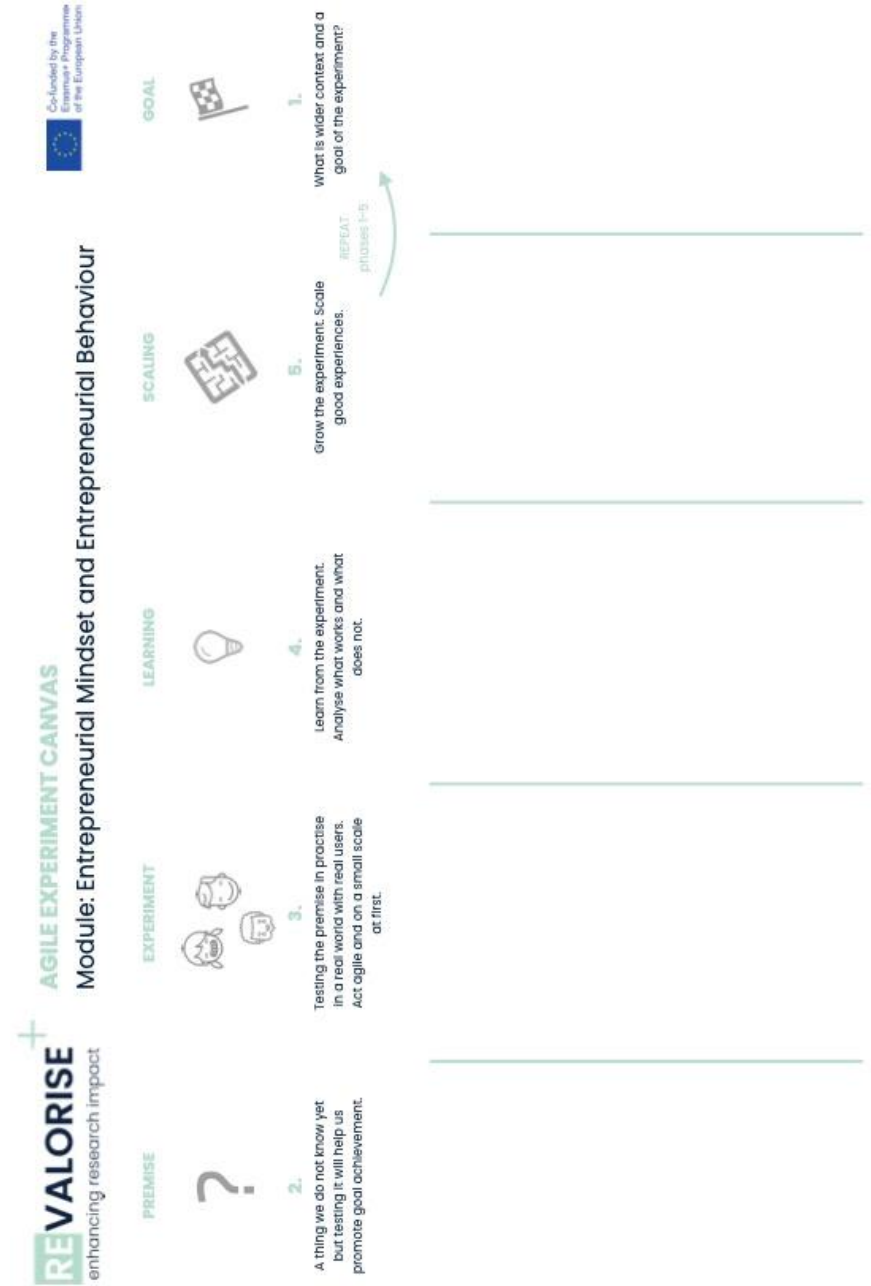 REVALORISE+
enhancing research impact
AGILE EXPERIMENT CANVAS
Module: Entrepreneurial Mindset and Entrepreneurial Behaviour
Co-funded by the
Erasmus+ Programme
of the European Union
PREMISE
?
2.
A thing we do not know yet
but testing it will help us
promote goal achievement.
EXPERIMENT
3.
Testing the premise in practise
in a real world with real users.
Act agile and on a small scale
at first.
LEARNING
4.
Learn from the experiment.
Analyse what works and what
does not.
SCALING
5.
Grow the experiment. Scale
good experiences.
REPEAT
phases 1-5
GOAL
1.
What is wider context and a
goal of the experiment?